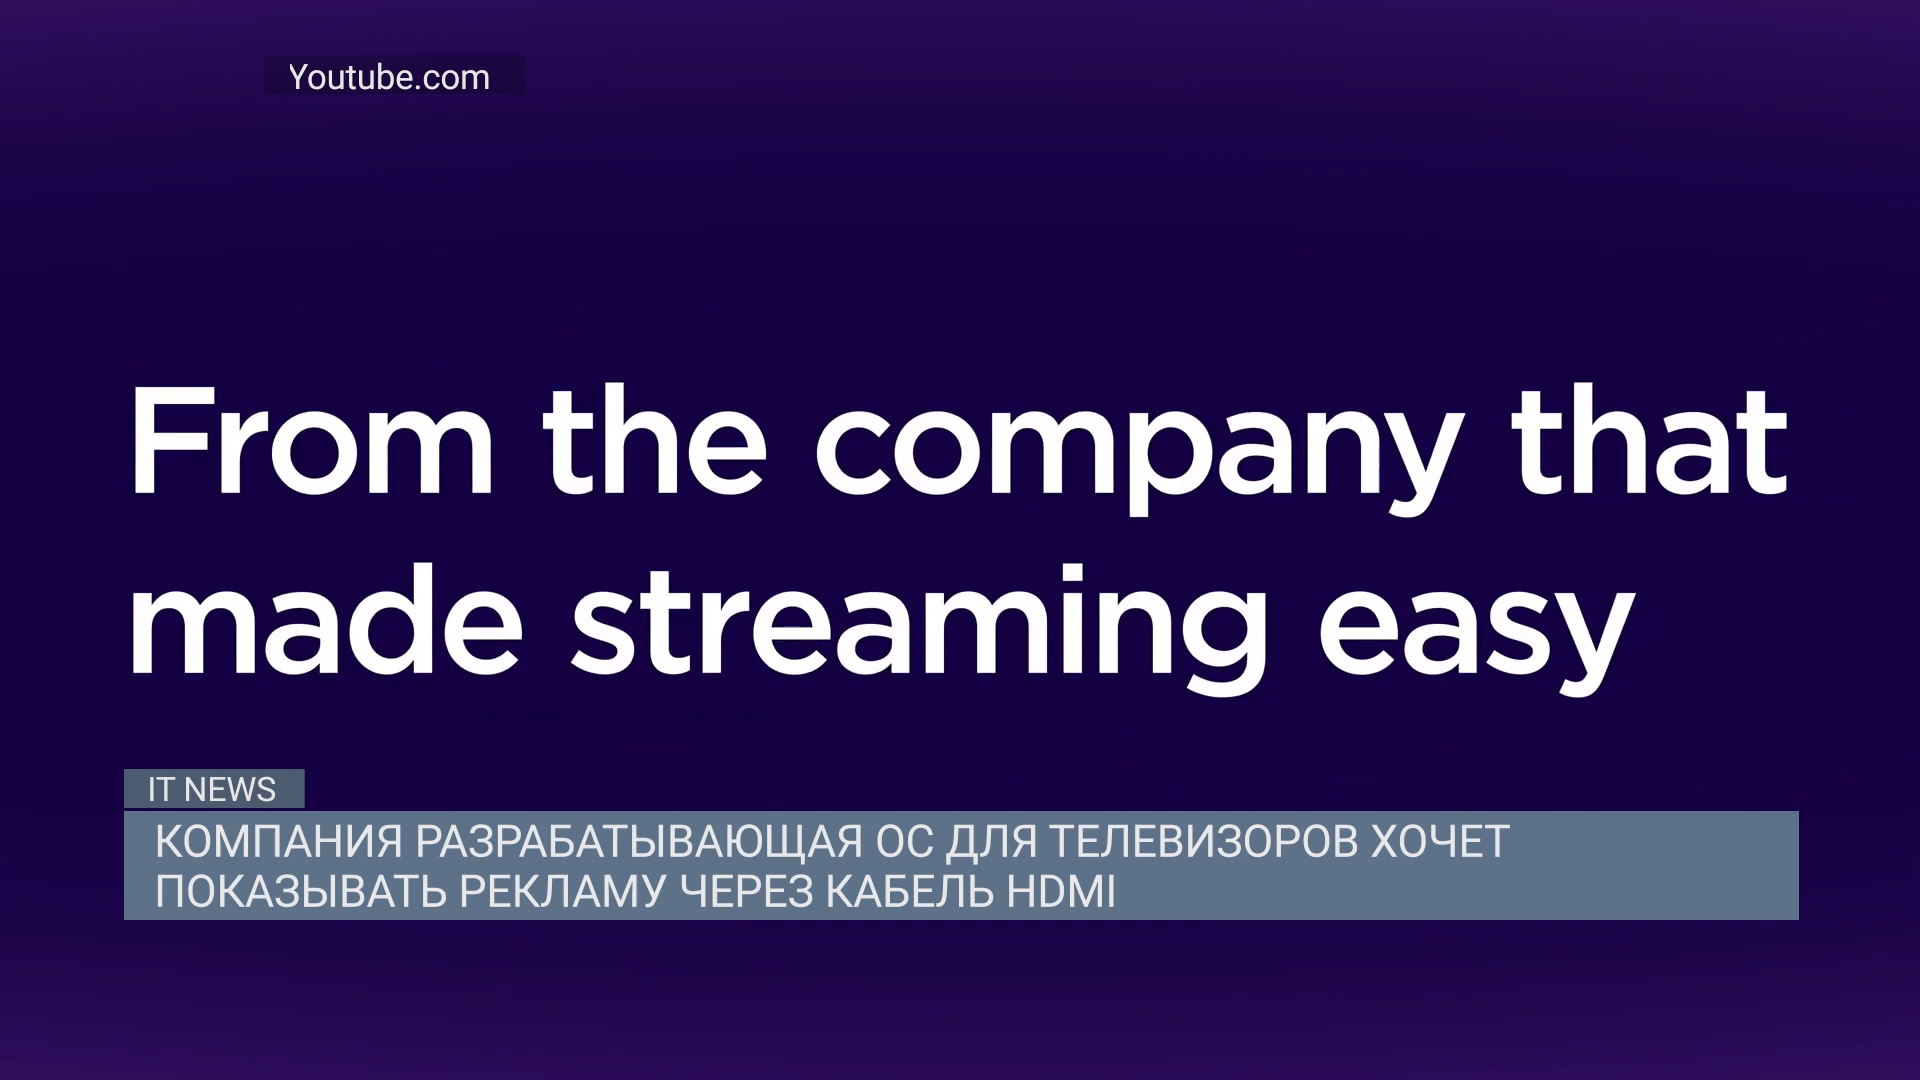 Youtube.com
From the company that
made streaming easy
IT NEWS
КОМПАНИЯ РАЗРАБАТЫВАЮЩАЯ ОС ДЛЯ ТЕЛЕВИЗОРОВ ХОЧЕТ
ПОКАЗЫВАТЬ РЕКЛАМУ ЧЕРЕЗ КАБЕЛЬ HDMI